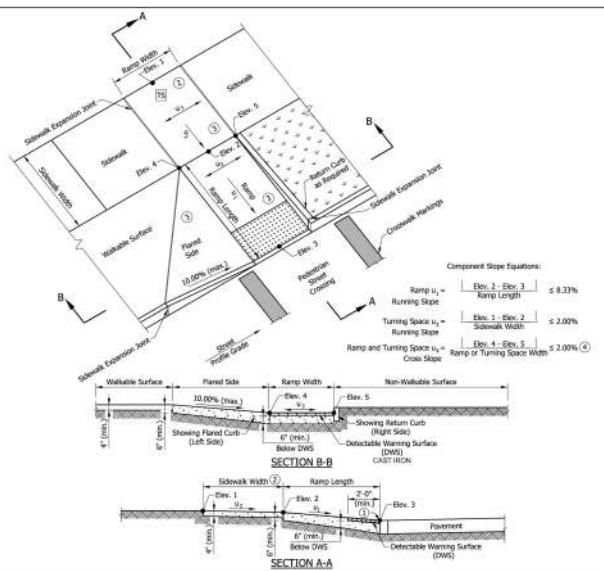 A
Ramp Width
Elev. 1
Sidewalk Expansion Joint
TS
2
Sidewalk
u₂
Elev. 5
B
Sidewalk
3
Elev. 2
u₃
Elev. 4
Return Curb
as Required
Sidewalk Width
Ramp Length
u₁
Ramp
3
Sidewalk Expansion Joint
Walkable Surface
3
Flared
Side
Crosswalk Markings
10.00% (max.)
Elev. 3
Pedestrian
Street
Crossing
B
A
Sidewalk Expansion Joint
Street
Profile Grade
Component Slope Equations:
Ramp u₁ = | Elev. 2 - Elev. 3 | ≤ 8.33%
Running Slope Ramp Length
Turning Space u₂ = | Elev. 1 - Elev. 2 | ≤ 2.00%
Running Slope Sidewalk Width
Ramp and Turning Space u₃ = | Elev. 4 - Elev. 5 | ≤ 2.00% 4
Cross Slope Ramp or Turning Space Width
Walkable Surface Flared Side Ramp Width Non-Walkable Surface
10.00% (max.)
Elev. 4
Elev. 5
u₃
4" (min.)
6" (min.)
Showing Flared Curb
(Left Side)
6" (min.)
Below DWS
Showing Return Curb
(Right Side)
Detectable Warning Surface
(DWS)
CAST IRON
SECTION B-B
Sidewalk Width 2 Ramp Length
Elev. 1
Elev. 2
2'-0"
(min.)
Elev. 3
u₂
u₁
1
Pavement
4" (min.)
6" (min.)
6" (min.)
Below DWS
Detectable Warning Surface
(DWS)
SECTION A-A